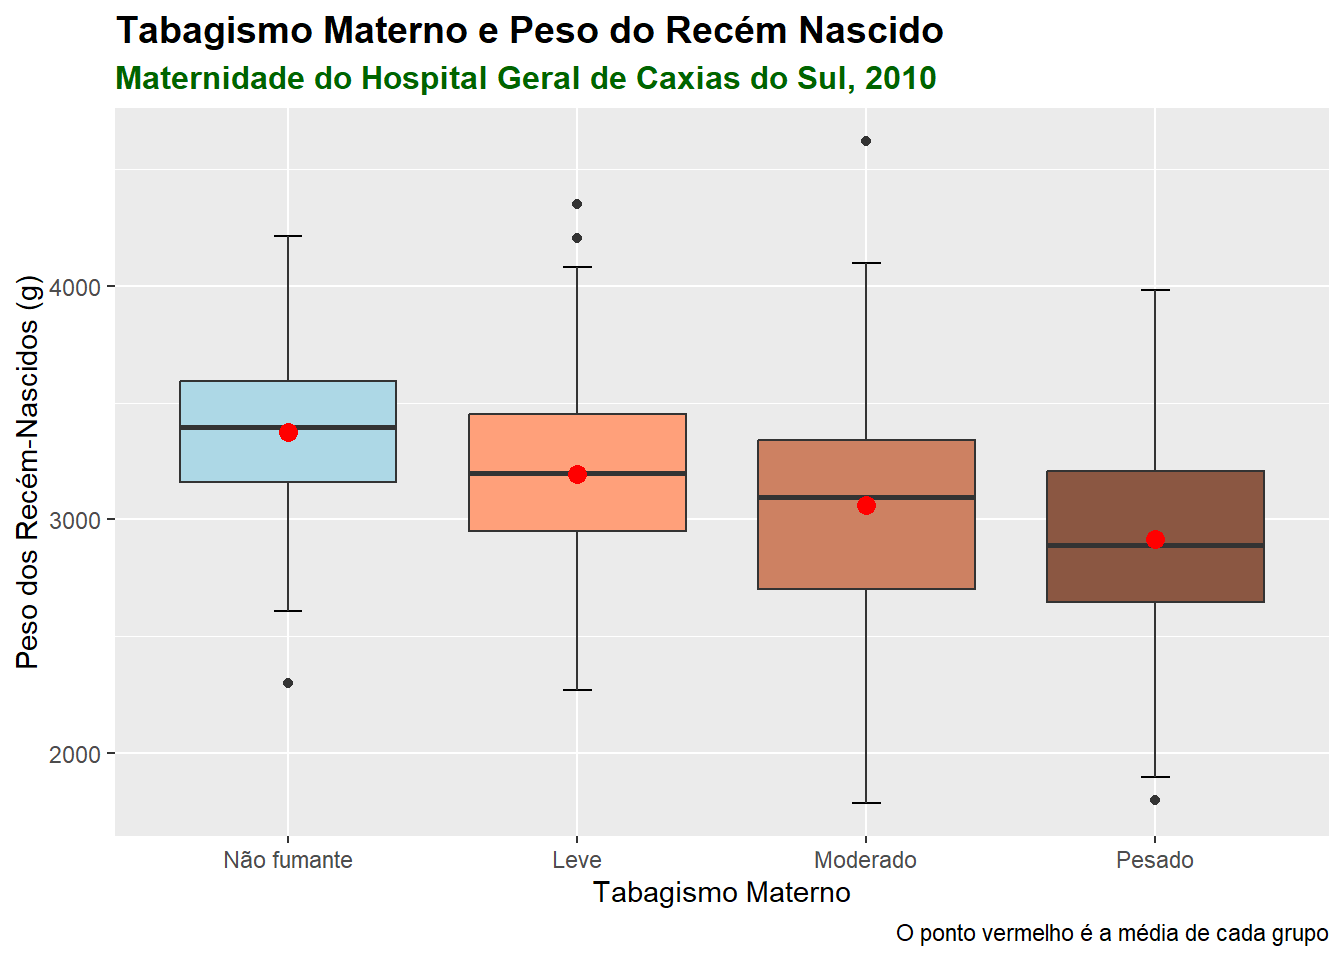 Tabagismo Materno e Peso do Recém Nascido
Maternidade do Hospital Geral de Caxias do Sul, 2010
Peso dos Recém-Nascidos (g)
4000
3000
2000
Não fumante
Leve
Moderado
Pesado
Tabagismo Materno
O ponto vermelho é a média de cada grupo